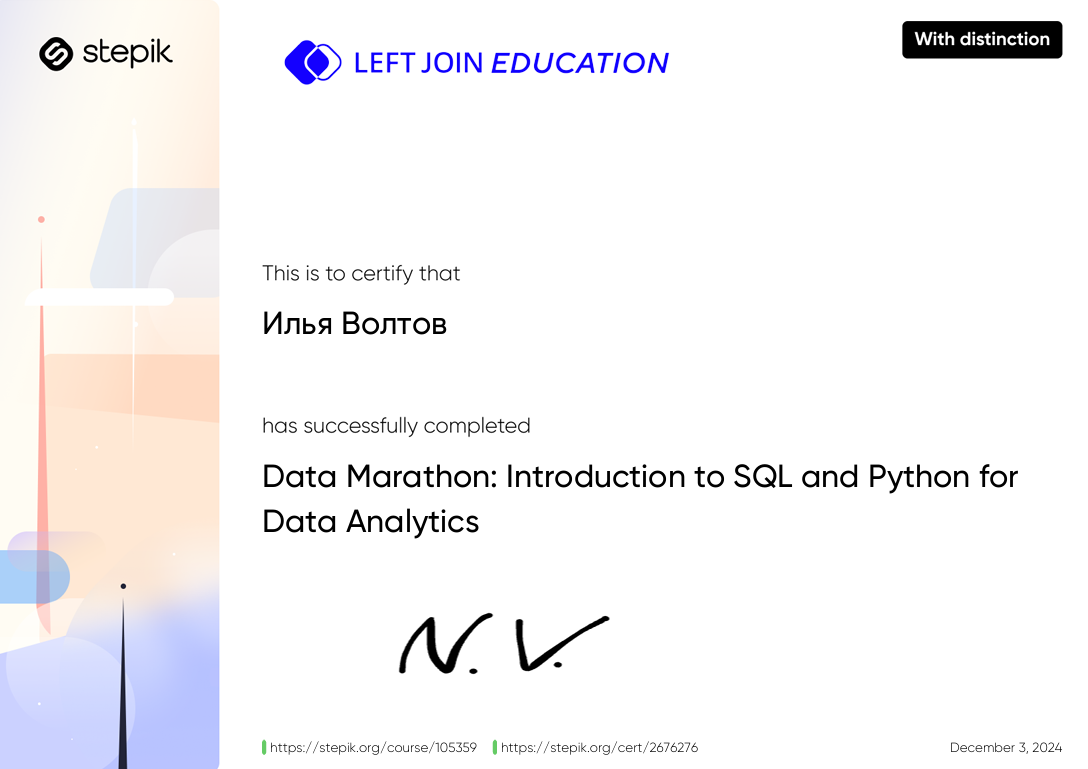 stepik
LEFT JOIN EDUCATION
With distinction
This is to certify that
Илья Волтов
has successfully completed
Data Marathon: Introduction to SQL and Python for
Data Analytics
N. V.
https://stepik.org/course/105359 https://stepik.org/cert/2676276
December 3, 2024